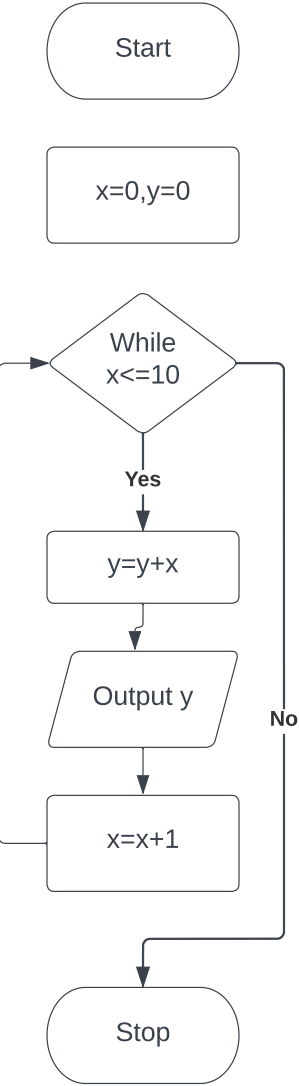 Start
x=0,y=0
While
x<=10
Yes
y=y+x
Output y
No
x=x+1
Stop